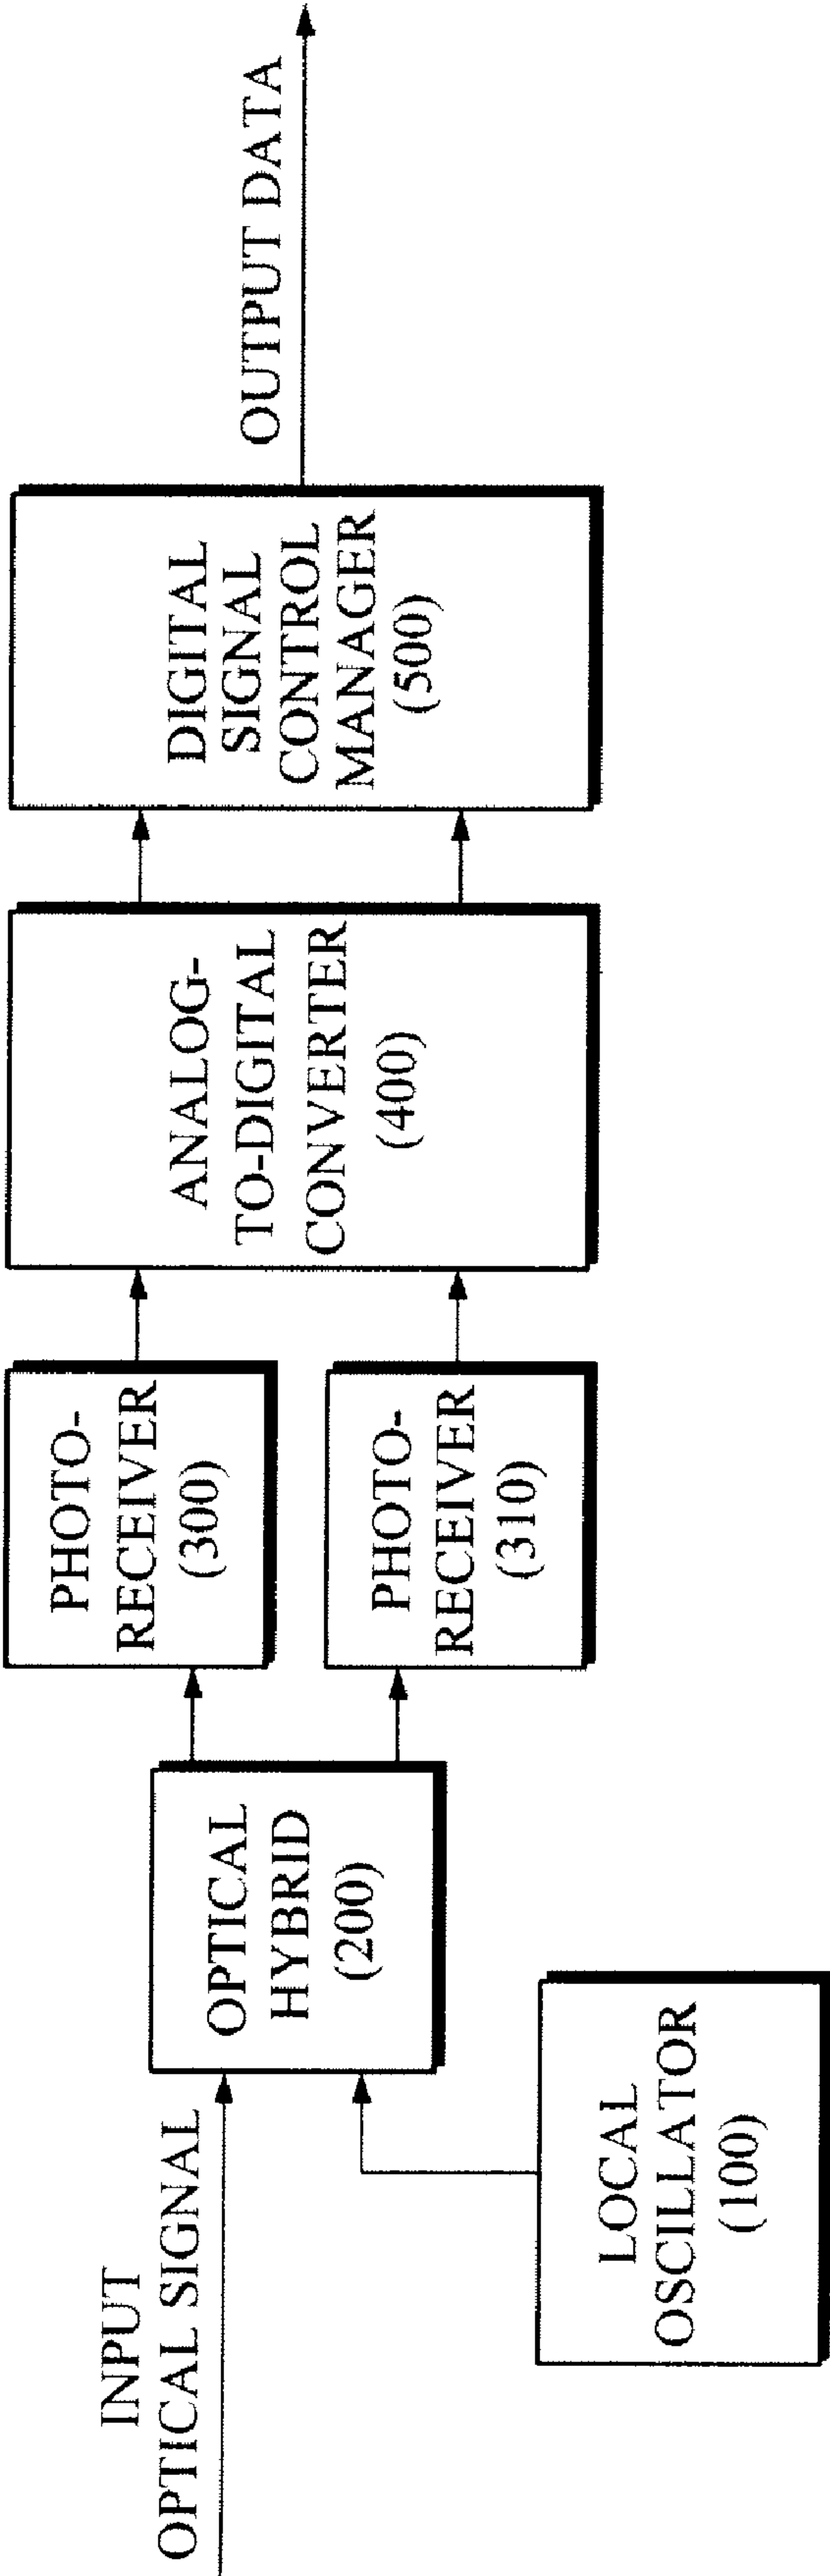 INPUT
OPTICAL SIGNAL
LOCAL
OSCILLATOR
(100)
OPTICAL
HYBRID
(200)
PHOTO-
RECEIVER
(300)
PHOTO-
RECEIVER
(310)
ANALOG-
TO-DIGITAL
CONVERTER
(400)
DIGITAL
SIGNAL
CONTROL
MANAGER
(500)
OUTPUT DATA